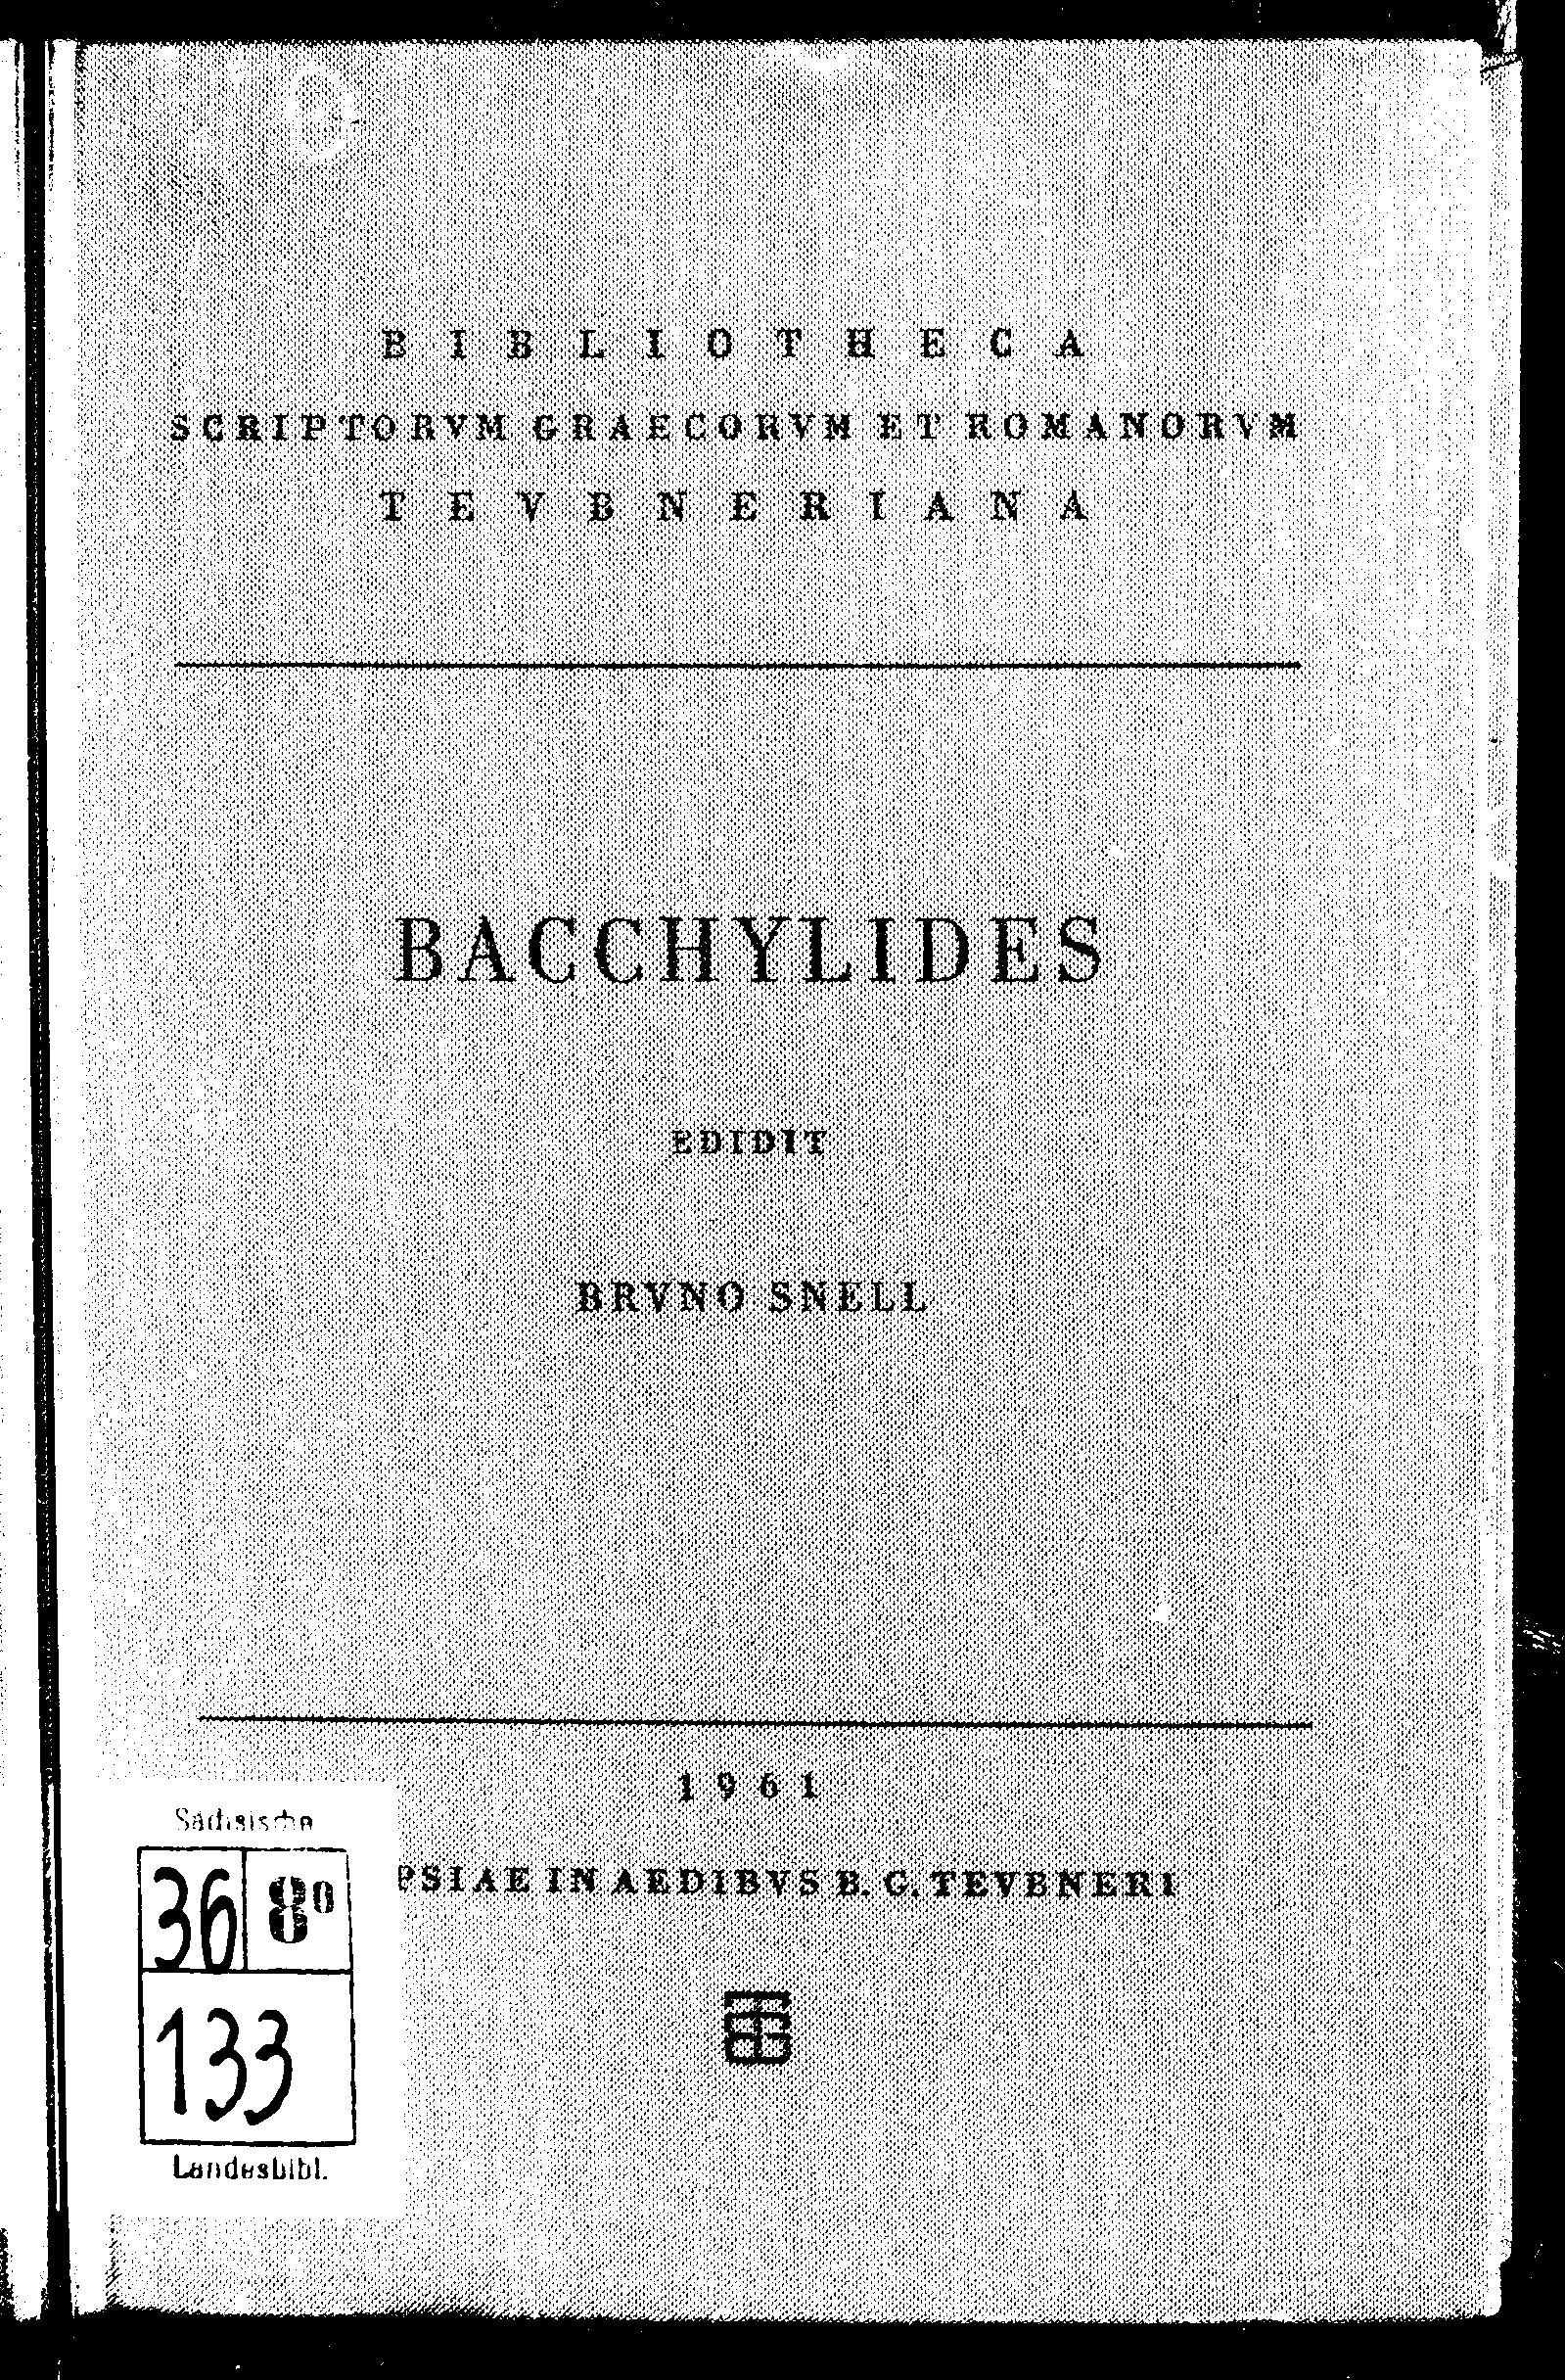 BIBLIOTHECA
SCRIPTORVM GRAECORVM ET ROMANORVM
TEVBNERIANA
BACCHYLIDES
EDIDIT
BRVNO SNELL
1961
PSIAE IN AEDIBVS B. G. TEVBNERI
Sächsische
36 8º
133
Landesbibl.